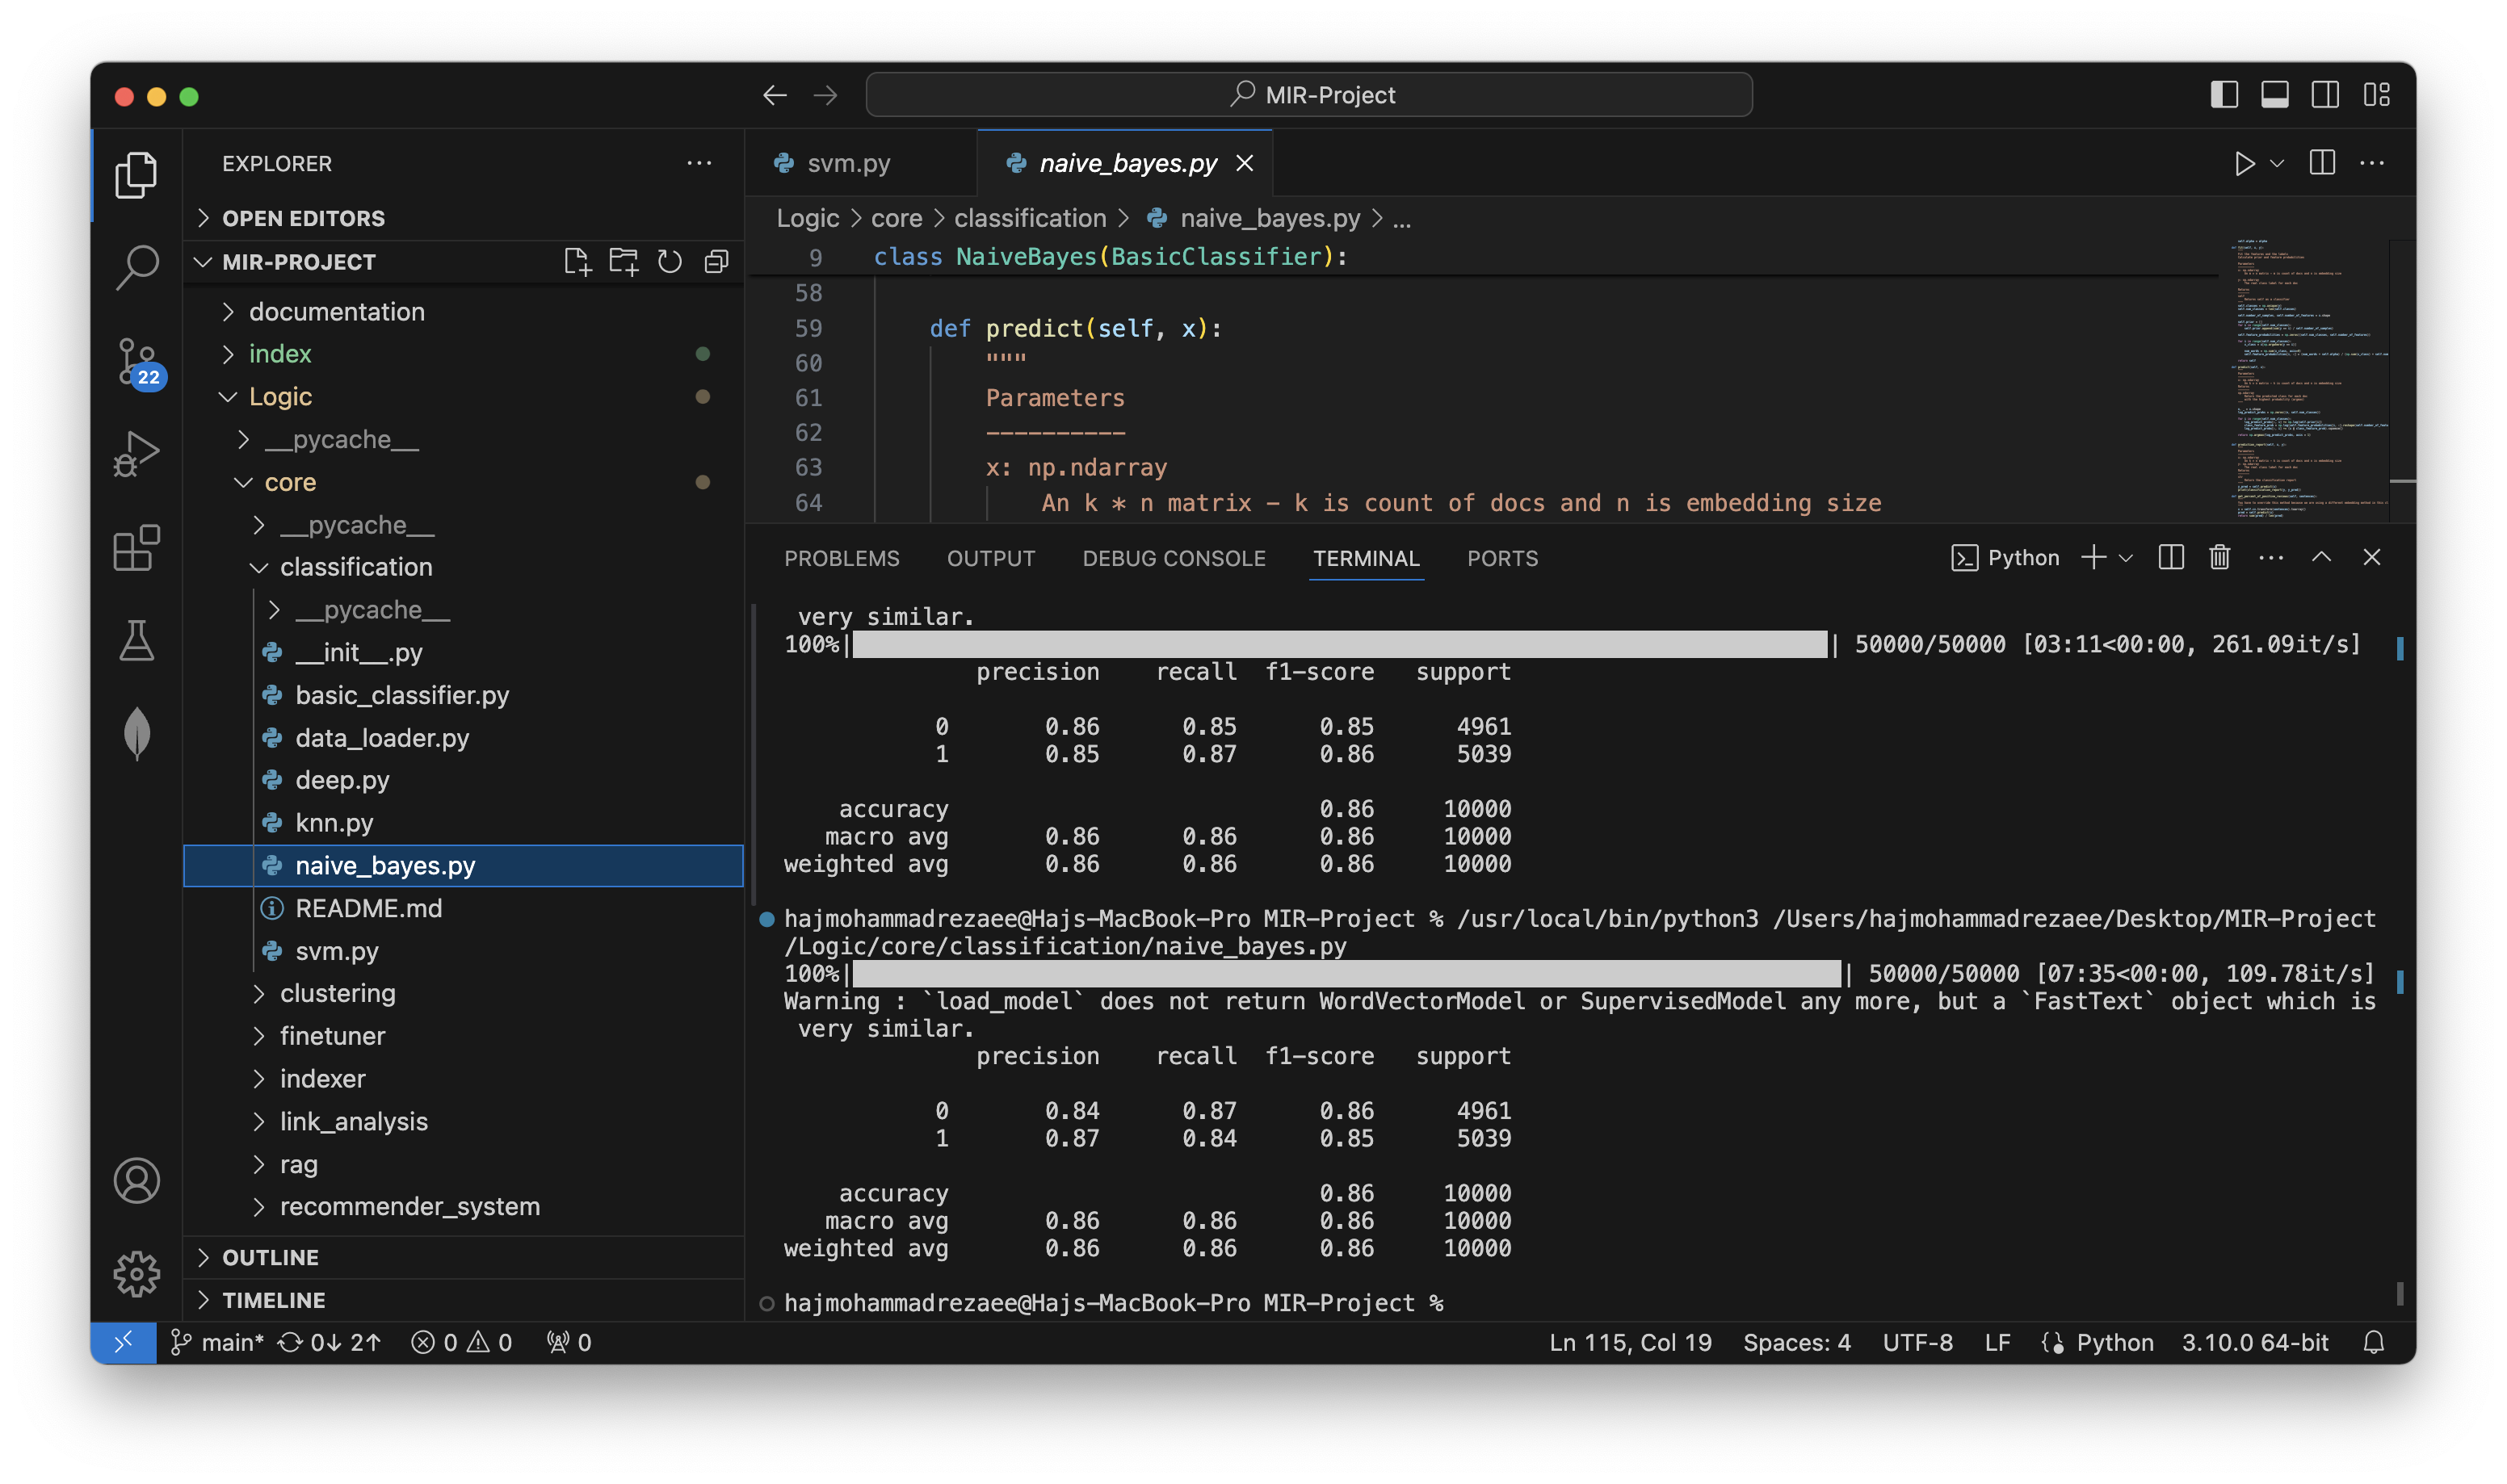 MIR-Project
EXPLORER
OPEN EDITORS
MIR-PROJECT
documentation
index
Logic
__pycache__
core
__pycache__
classification
__pycache__
__init__.py
basic_classifier.py
data_loader.py
deep.py
knn.py
naive_bayes.py
README.md
svm.py
clustering
finetuner
indexer
link_analysis
rag
recommender_system
OUTLINE
TIMELINE
22
svm.py
naive_bayes.py
Logic > core > classification > naive_bayes.py > ...
9 class NaiveBayes(BasicClassifier):
58
59 def predict(self, x):
60 """
61 Parameters
62 ----------
63 x: np.ndarray
64 An k * n matrix - k is count of docs and n is embedding size
PROBLEMS OUTPUT DEBUG CONSOLE TERMINAL PORTS
Python
very similar.
100%| | 50000/50000 [03:11<00:00, 261.09it/s]
precision recall f1-score support
0 0.86 0.85 0.85 4961
1 0.85 0.87 0.86 5039
accuracy 0.86 10000
macro avg 0.86 0.86 0.86 10000
weighted avg 0.86 0.86 0.86 10000
hajmohammadrezaee@Hajs-MacBook-Pro MIR-Project % /usr/local/bin/python3 /Users/hajmohammadrezaee/Desktop/MIR-Project
/Logic/core/classification/naive_bayes.py
100%| | 50000/50000 [07:35<00:00, 109.78it/s]
Warning : `load_model` does not return WordVectorModel or SupervisedModel any more, but a `FastText` object which is
very similar.
precision recall f1-score support
0 0.84 0.87 0.86 4961
1 0.87 0.84 0.85 5039
accuracy 0.86 10000
macro avg 0.86 0.86 0.86 10000
weighted avg 0.86 0.86 0.86 10000
hajmohammadrezaee@Hajs-MacBook-Pro MIR-Project %
main* 0↓ 2↑ 0 0 0
Ln 115, Col 19 Spaces: 4 UTF-8 LF Python 3.10.0 64-bit